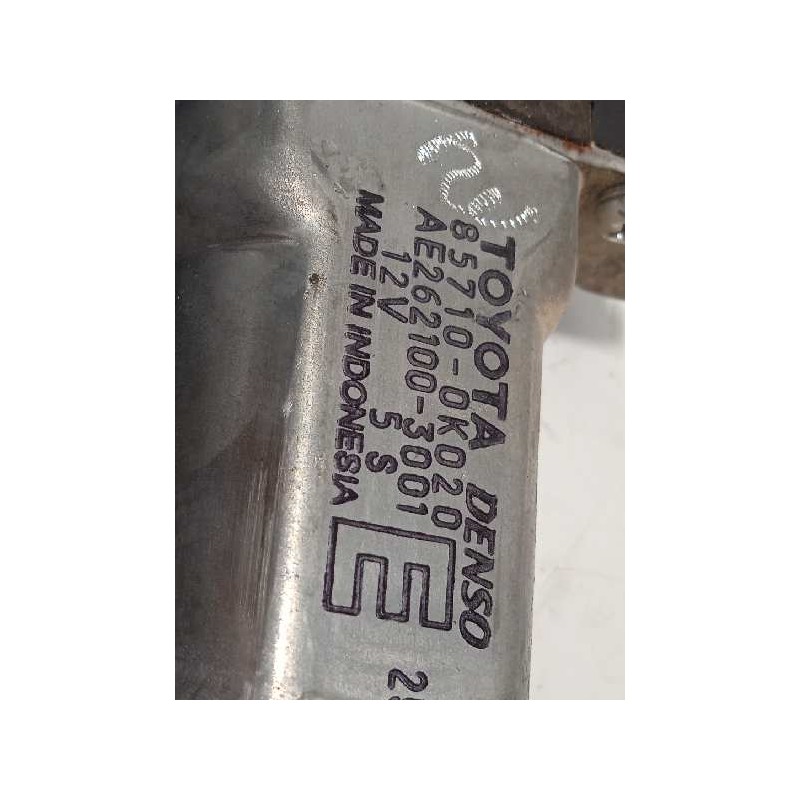 TOYOTA DENSO
85710-0K020
AE262100-3001
12V 5 S
MADE IN INDONESIA
E